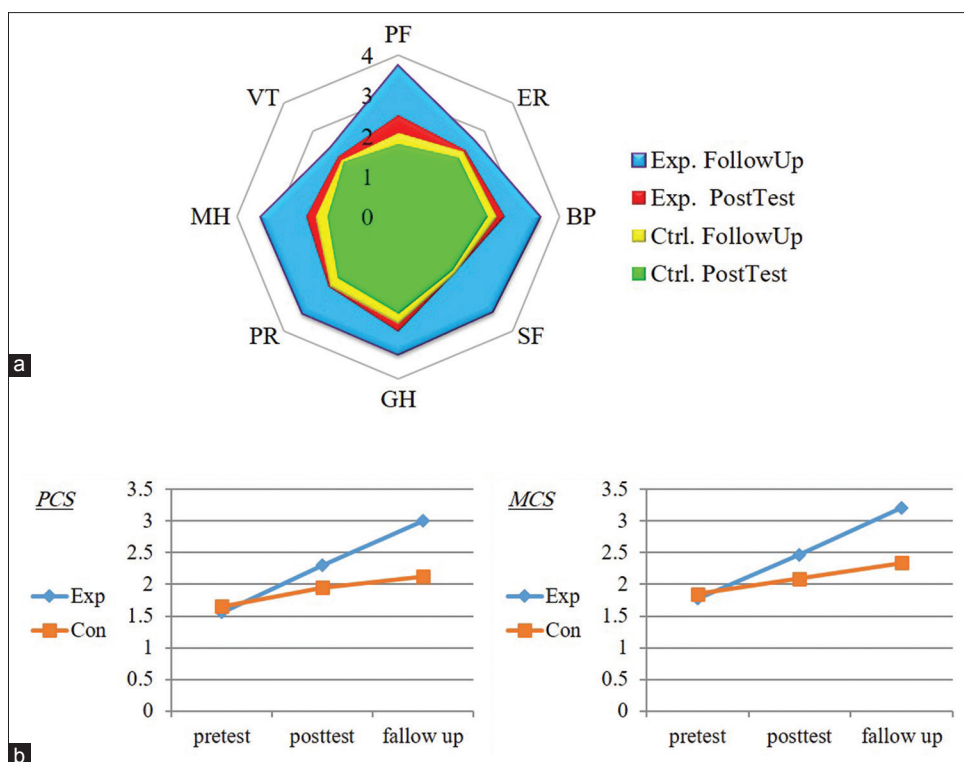 PF
4
VT
3
ER
2
1
MH
0
BP
PR
SF
GH
Exp. FollowUp
Exp. PostTest
Ctrl. FollowUp
Ctrl. PostTest
a
PCS
3.5
3
2.5
2
1.5
1
0.5
0
Exp
Con
pretest posttest fallow up
MCS
3.5
3
2.5
2
1.5
1
0.5
0
Exp
Con
pretest posttest fallow up
b